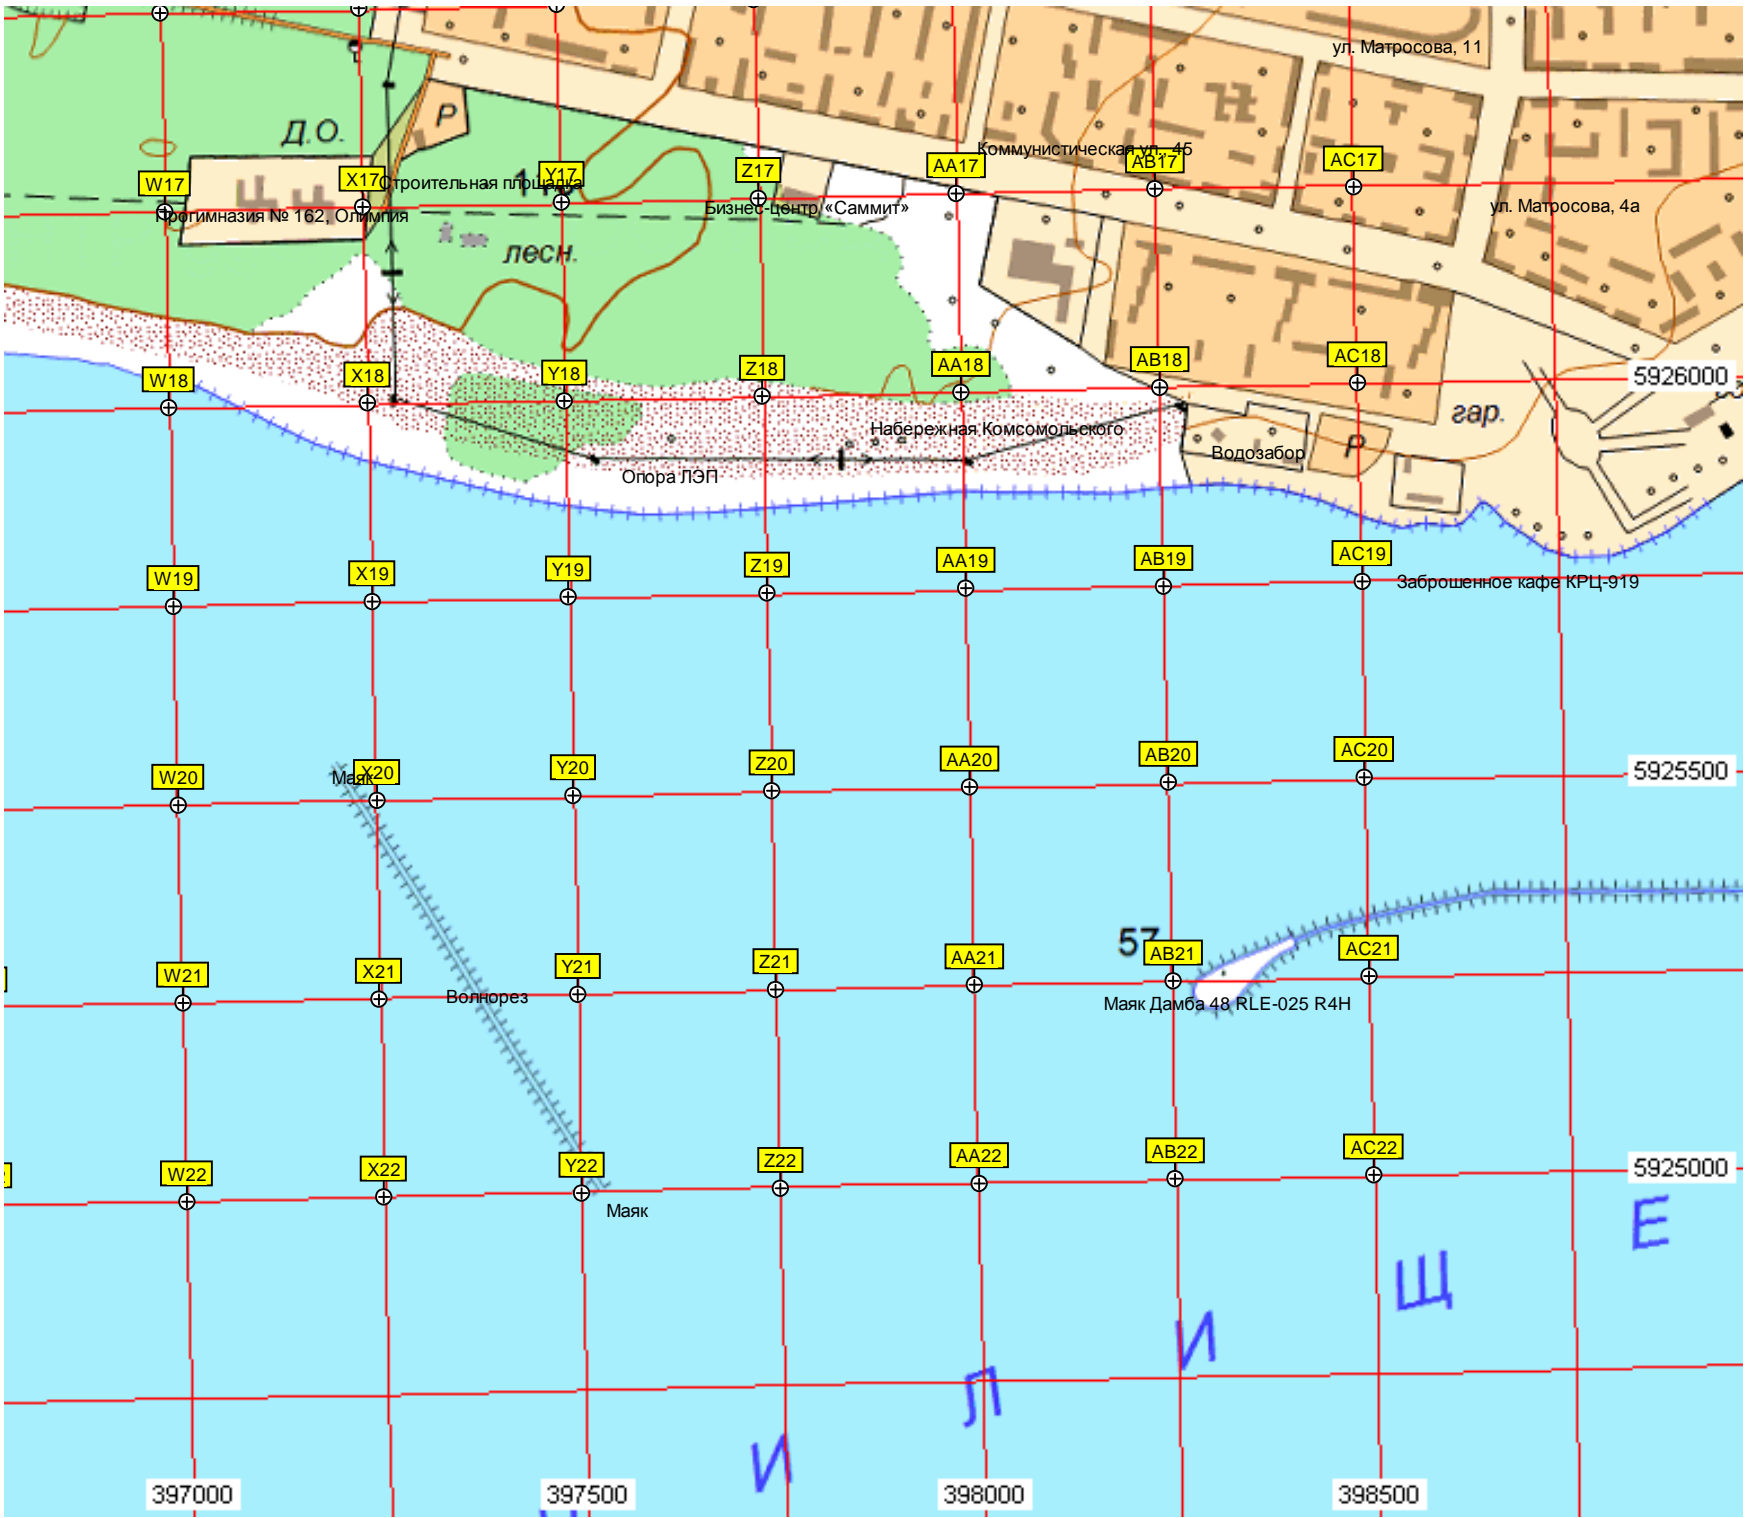 ул. Матросова, 11
Р
Д.О.
Коммунистическая ул., 45
W17
X17
Y17
Z17
AA17
AB17
AC17
Строительная площадка
Прогимназия № 162, Олимпия
Бизнес-центр «Саммит»
ул. Матросова, 4а
лесн.
W18
X18
Y18
Z18
AA18
AB18
AC18
5926000
гар.
Набережная Комсомольского
Р
Водозабор
Опора ЛЭП
W19
X19
Y19
Z19
AA19
AB19
AC19
Заброшенное кафе КРЦ-919
W20
X20
Y20
Z20
AA20
AB20
AC20
5925500
Маяк
57
W21
X21
Y21
Z21
AA21
AB21
AC21
Волнорез
Маяк Дамба 48 RLE-025 R4H
W22
X22
Y22
Z22
AA22
AB22
AC22
5925000
Маяк
И Л И Щ Е
397000
397500
398000
398500